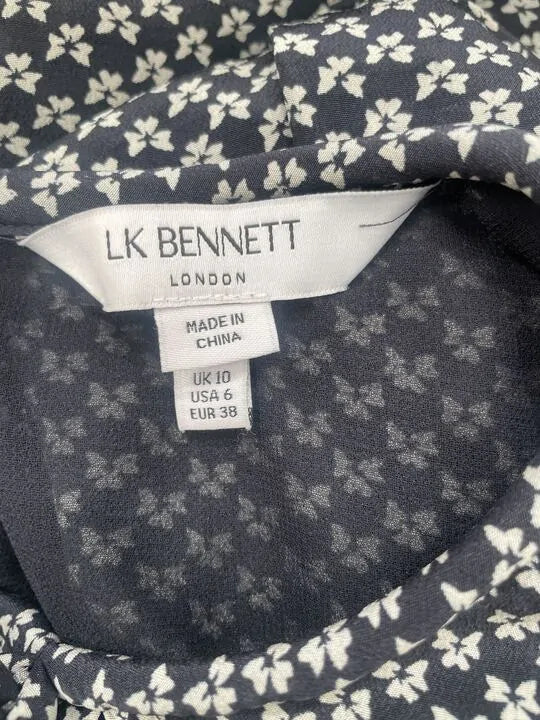 LK BENNETT
LONDON
MADE IN
CHINA
UK 10
USA 6
EUR 38